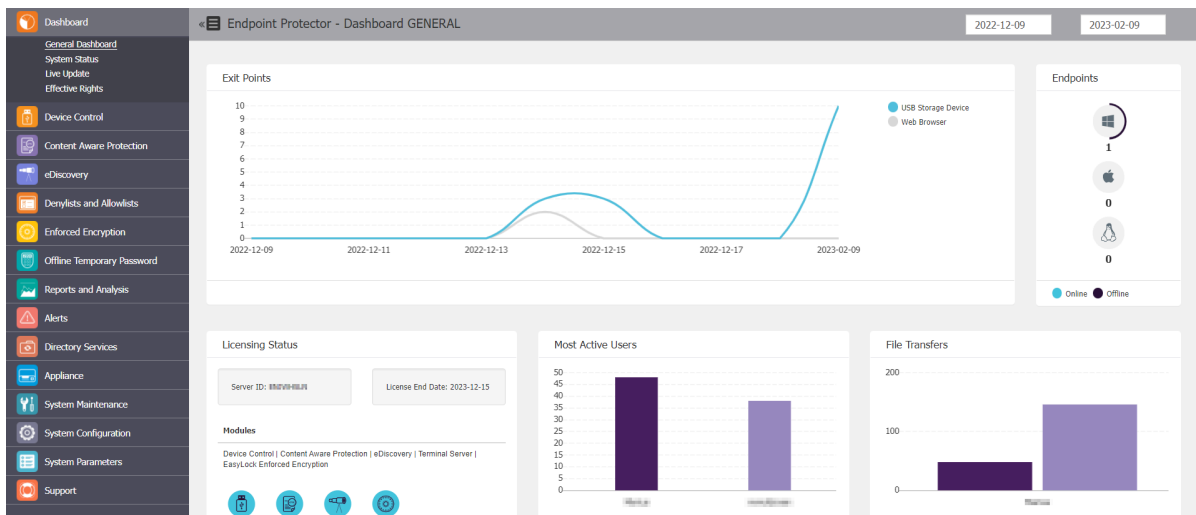 Dashboard
General Dashboard
System Status
Live Update
Effective Rights
Device Control
Content Aware Protection
eDiscovery
Denylists and Allowlists
Enforced Encryption
Offline Temporary Password
Reports and Analysis
Alerts
Directory Services
Appliance
System Maintenance
System Configuration
System Parameters
Support
« Endpoint Protector - Dashboard GENERAL
2022-12-09
2023-02-09
Exit Points
10
9
8
7
6
5
4
3
2
1
0
2022-12-09 2022-12-11 2022-12-13 2022-12-15 2022-12-17 2023-02-09
USB Storage Device
Web Browser
Endpoints
1
0
0
Online Offline
Licensing Status
Server ID:
License End Date: 2023-12-15
Modules
Device Control | Content Aware Protection | eDiscovery | Terminal Server |
EasyLock Enforced Encryption
Most Active Users
50
45
40
35
30
25
20
15
10
5
0
File Transfers
200
100
0